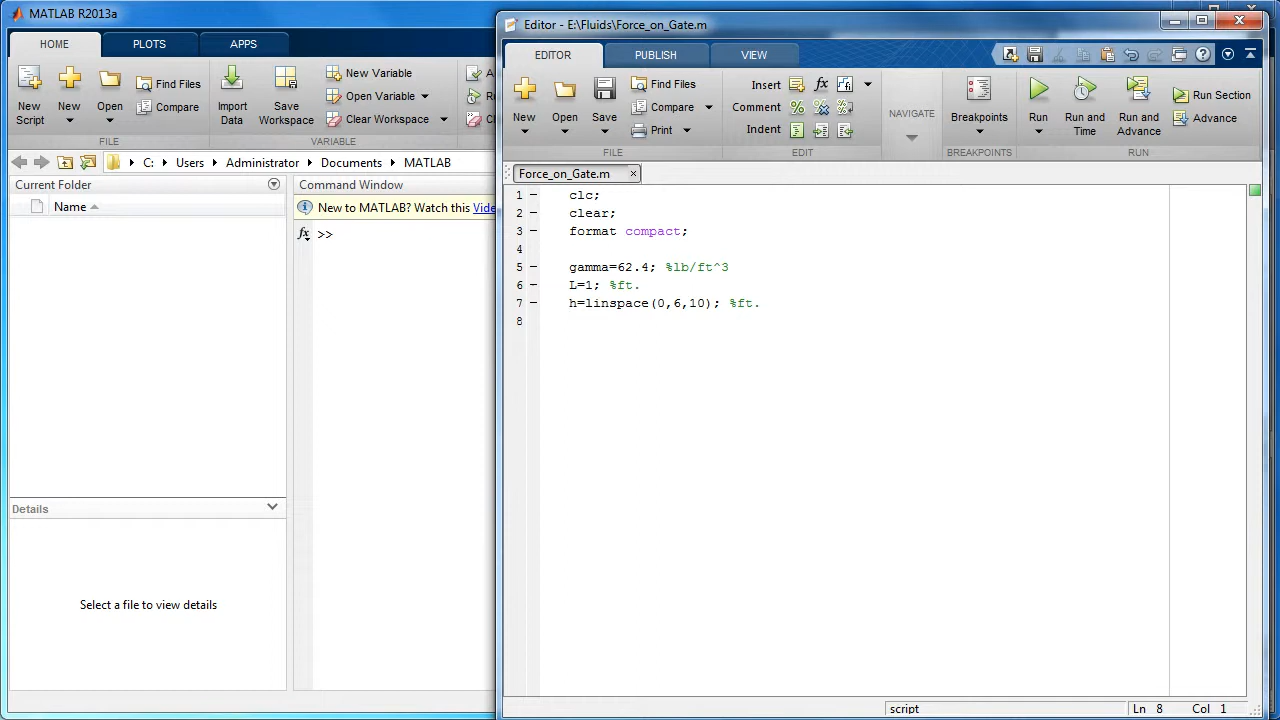 MATLAB R2013a
HOME PLOTS APPS
New Script
New
Open
Find Files
Compare
Import Data
Save Workspace
New Variable
Open Variable
Clear Workspace
FILE VARIABLE
C: Users Administrator Documents MATLAB
Current Folder
Name
Details
Select a file to view details
Command Window
New to MATLAB? Watch this Vide
fx >>
Editor - E:\Fluids\Force_on_Gate.m
EDITOR PUBLISH VIEW
New
Open
Save
Find Files
Compare
Print
Insert fx
Comment
Indent
NAVIGATE
Breakpoints
Run
Run and Time
Run and Advance
Run Section
Advance
FILE EDIT BREAKPOINTS RUN
Force_on_Gate.m ×
1 – clc;
2 – clear;
3 – format compact;
4
5 – gamma=62.4; %lb/ft^3
6 – L=1; %ft.
7 – h=linspace(0,6,10); %ft.
8
script Ln 8 Col 1